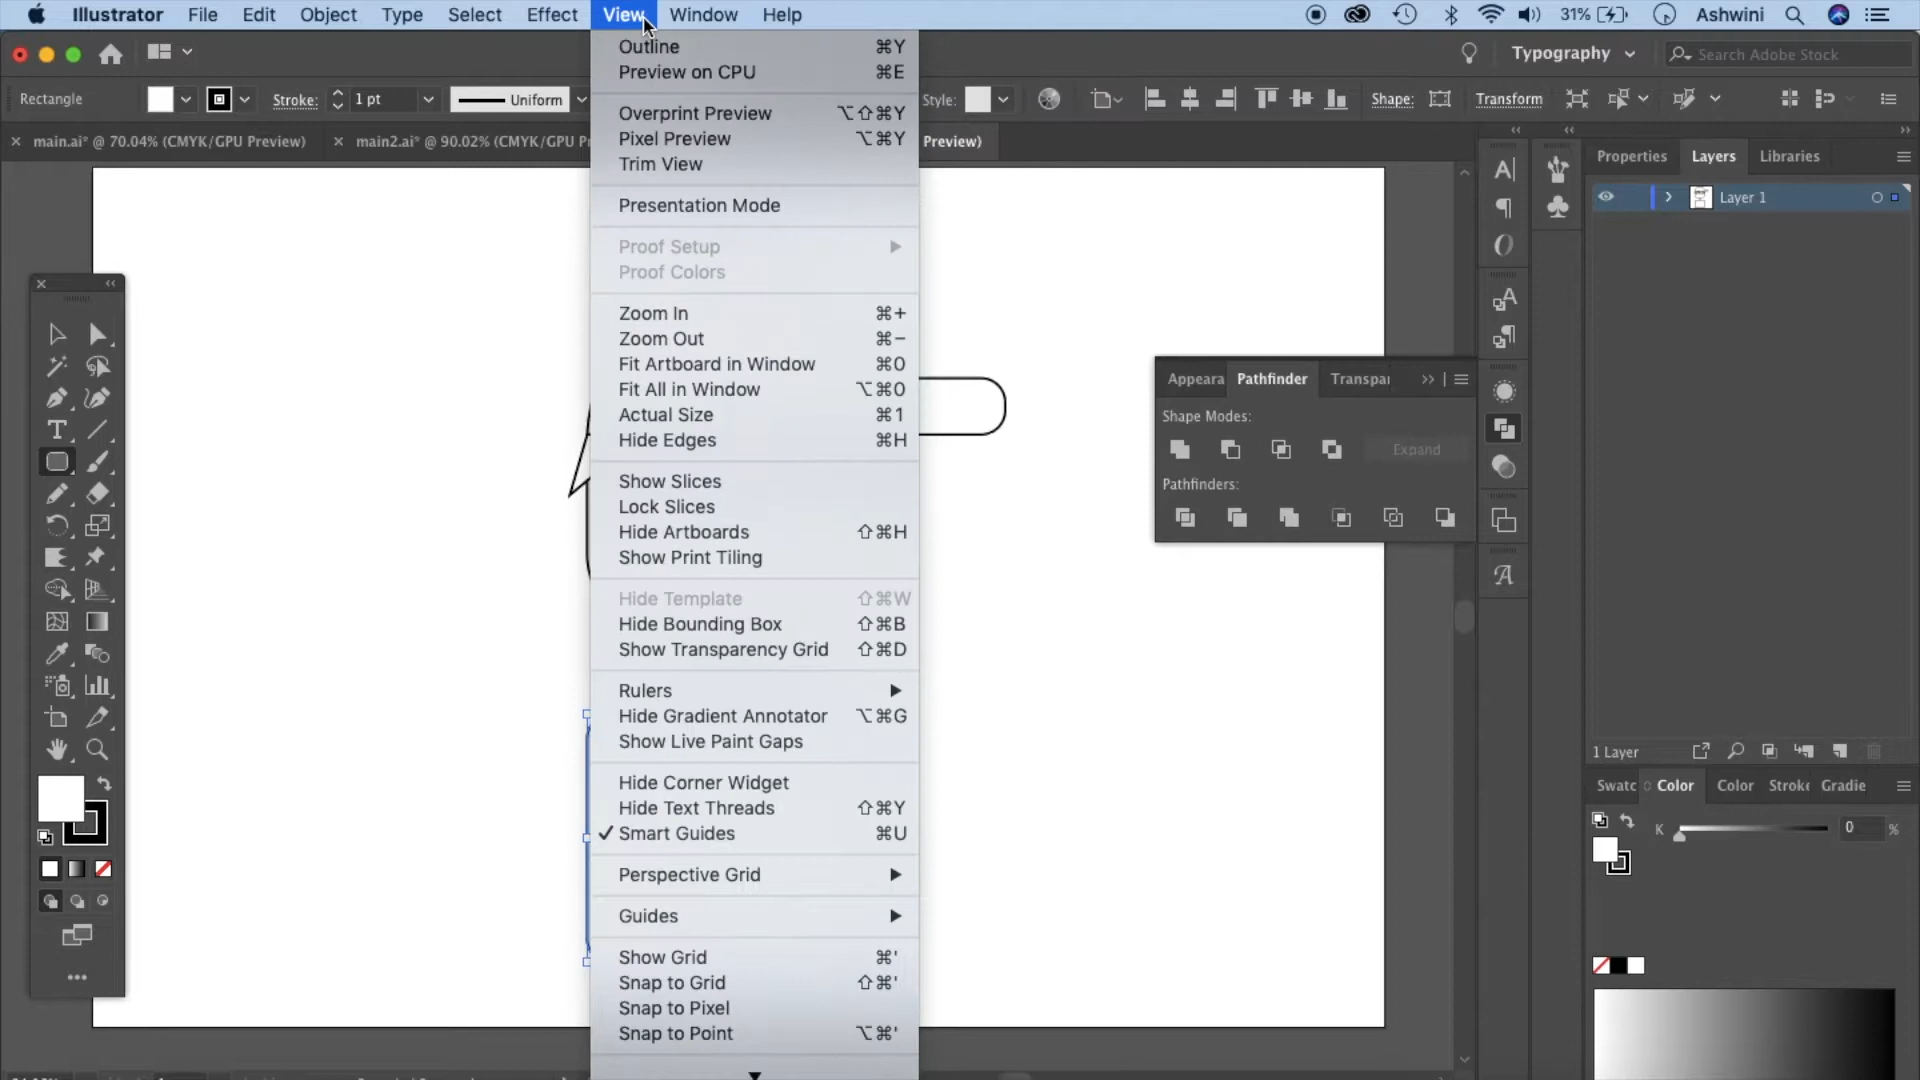 Illustrator File Edit Object Type Select Effect View Window Help 31% Ashwini
Typography Search Adobe Stock
Rectangle Stroke: 1 pt Uniform Style: Shape: Transform
main.ai* @ 70.04% (CMYK/GPU Preview) main2.ai* @ 90.02% (CMYK/GPU P Preview)
Outline ⌘Y
Preview on CPU ⌘E
Overprint Preview ⌥⇧⌘Y
Pixel Preview ⌥⌘Y
Trim View
Presentation Mode
Proof Setup
Proof Colors
Zoom In ⌘+
Zoom Out ⌘−
Fit Artboard in Window ⌘0
Fit All in Window ⌥⌘0
Actual Size ⌘1
Hide Edges ⌘H
Show Slices
Lock Slices
Hide Artboards ⇧⌘H
Show Print Tiling
Hide Template ⇧⌘W
Hide Bounding Box ⇧⌘B
Show Transparency Grid ⇧⌘D
Rulers
Hide Gradient Annotator ⌥⌘G
Show Live Paint Gaps
Hide Corner Widget
Hide Text Threads ⇧⌘Y
✓ Smart Guides ⌘U
Perspective Grid
Guides
Show Grid ⌘'
Snap to Grid ⇧⌘'
Snap to Pixel
Snap to Point ⌥⌘'
Appeara Pathfinder Transpar
Shape Modes:
Expand
Pathfinders:
Properties Layers Libraries
Layer 1
1 Layer
Swatc Color Color Stroke Gradie
K 0 %